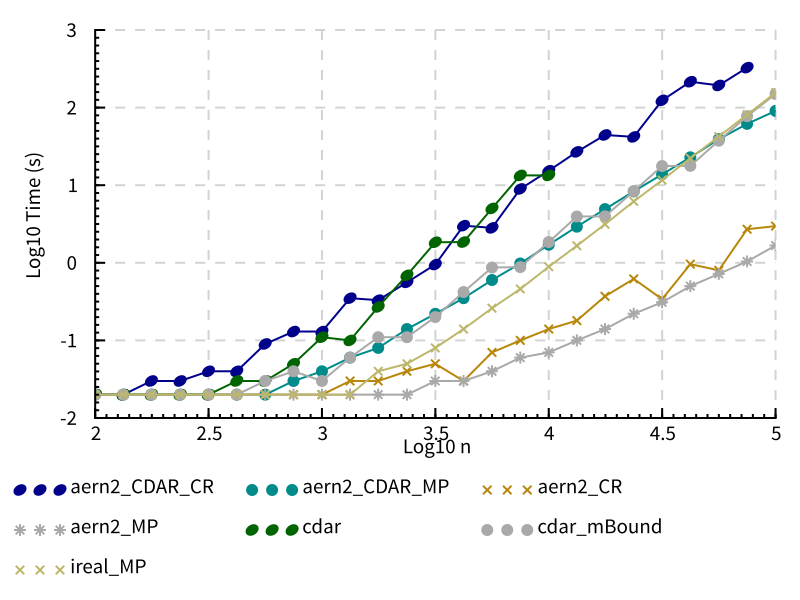 3
2
1
0
-1
-2
Log10 Time (s)
2 2.5 3 3.5 4 4.5 5
Log10 n
aern2_CDAR_CR aern2_CDAR_MP aern2_CR
aern2_MP cdar cdar_mBound
ireal_MP